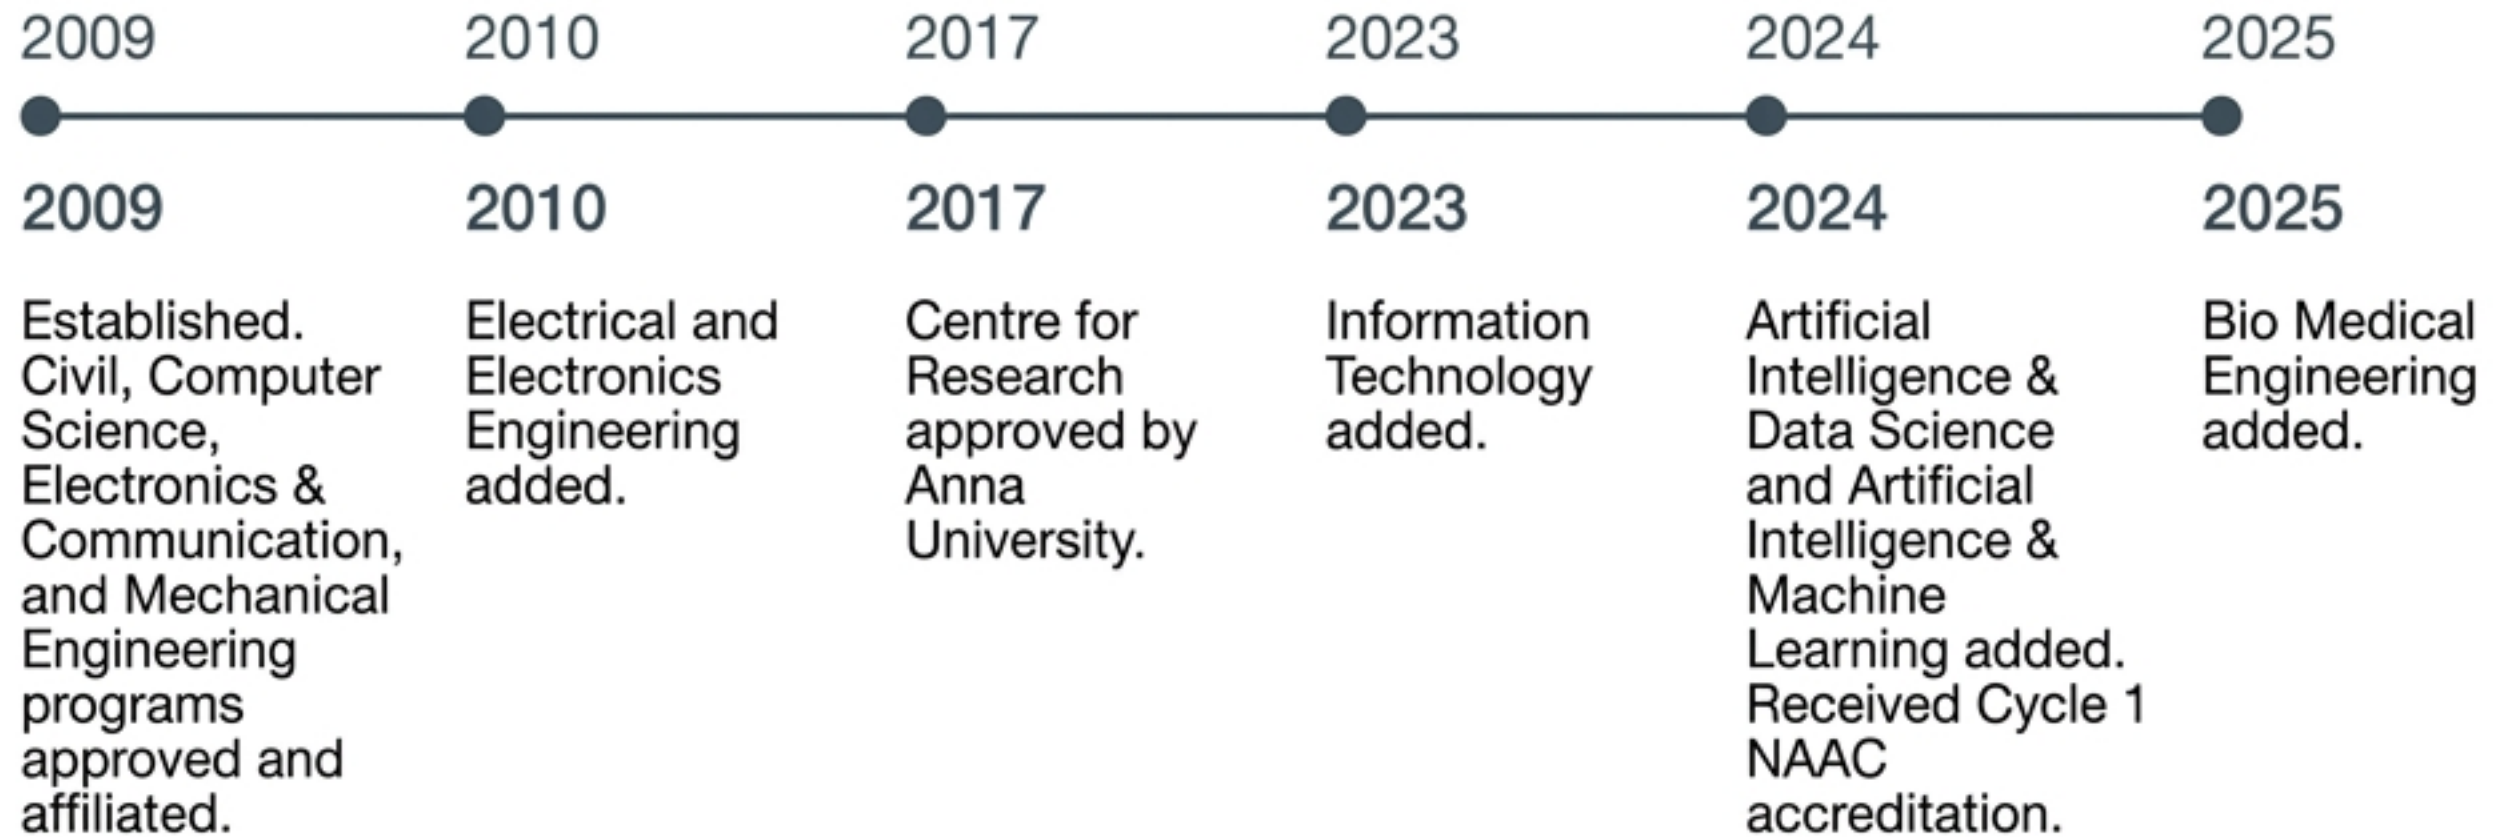 2009
2010
2017
2023
2024
2025
2009
Established.
Civil, Computer
Science,
Electronics &
Communication,
and Mechanical
Engineering
programs
approved and
affiliated.
2010
Electrical and
Electronics
Engineering
added.
2017
Centre for
Research
approved by
Anna
University.
2023
Information
Technology
added.
2024
Artificial
Intelligence &
Data Science
and Artificial
Intelligence &
Machine
Learning added.
Received Cycle 1
NAAC
accreditation.
2025
Bio Medical
Engineering
added.